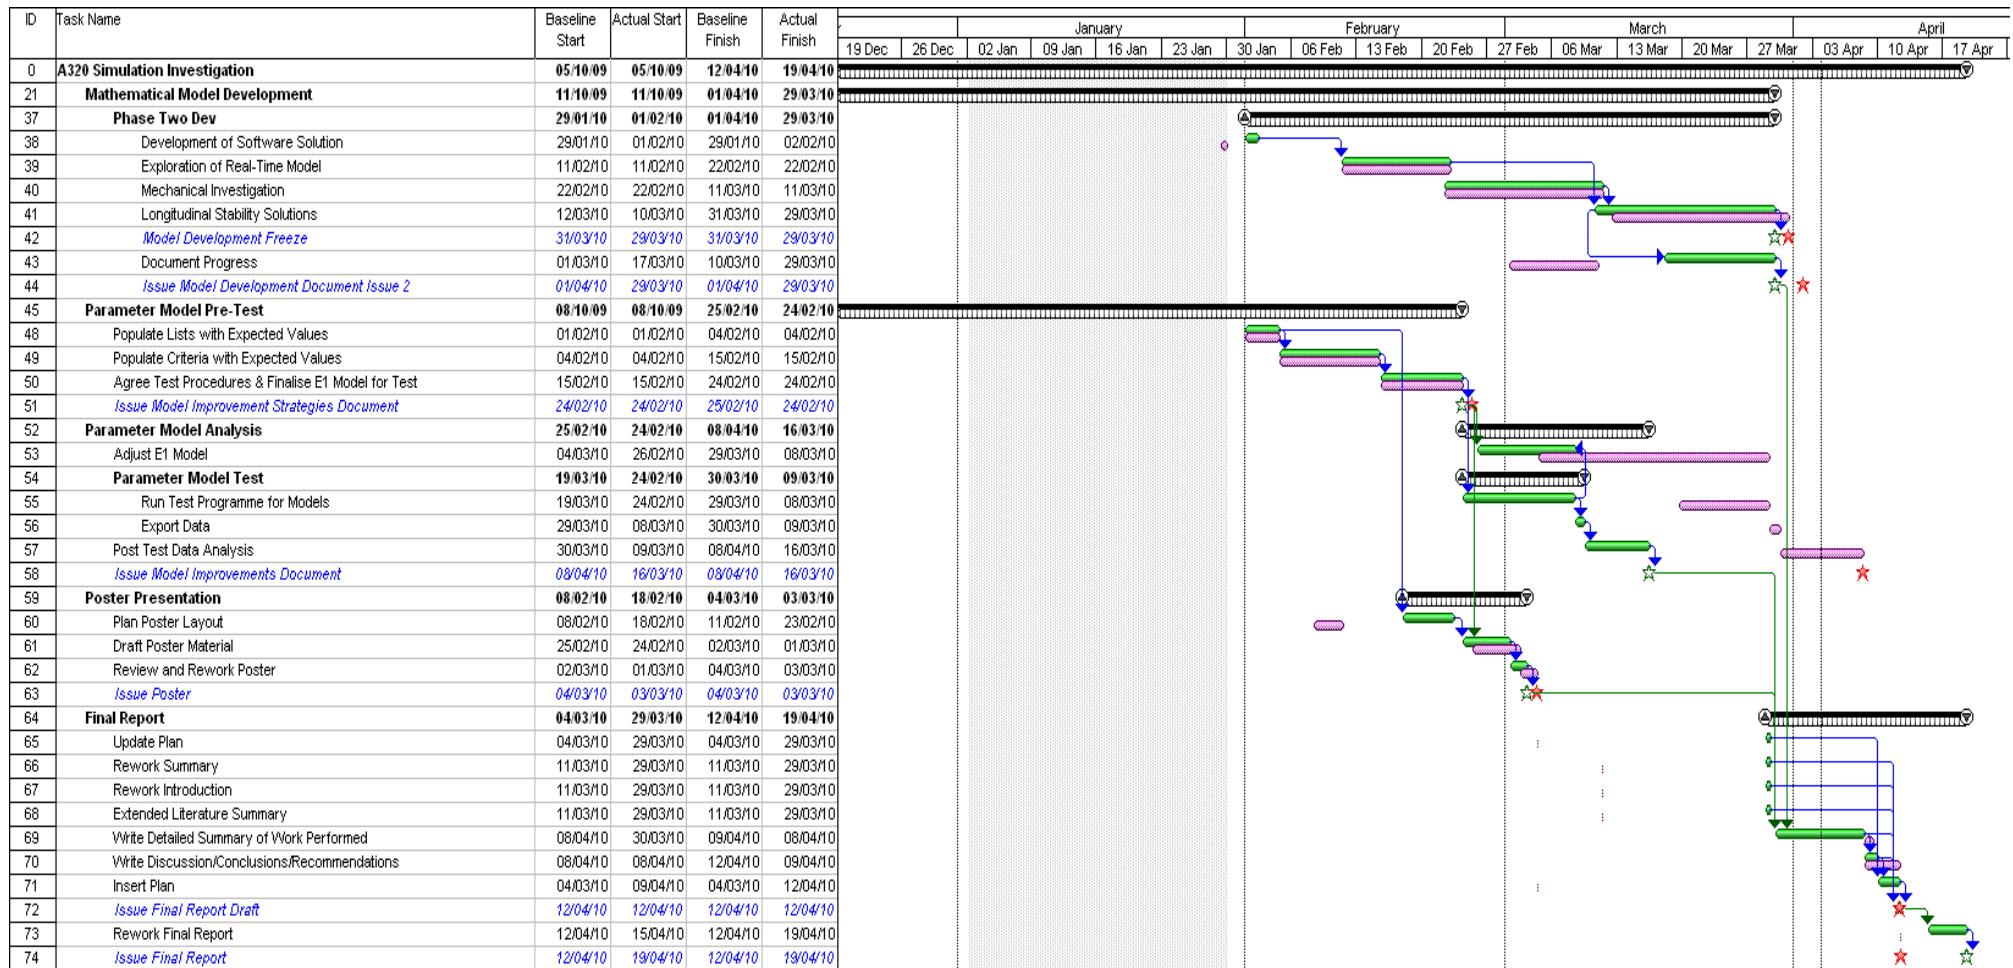 ID Task Name Baseline Start Actual Start Baseline Finish Actual Finish
January February March April
19 Dec 26 Dec 02 Jan 09 Jan 16 Jan 23 Jan 30 Jan 06 Feb 13 Feb 20 Feb 27 Feb 06 Mar 13 Mar 20 Mar 27 Mar 03 Apr 10 Apr 17 Apr
0 A320 Simulation Investigation 05/10/09 05/10/09 12/04/10 19/04/10
21 Mathematical Model Development 11/10/09 11/10/09 01/04/10 29/03/10
37 Phase Two Dev 29/01/10 01/02/10 01/04/10 29/03/10
38 Development of Software Solution 29/01/10 01/02/10 29/01/10 02/02/10
39 Exploration of Real-Time Model 11/02/10 11/02/10 22/02/10 22/02/10
40 Mechanical Investigation 22/02/10 22/02/10 11/03/10 11/03/10
41 Longitudinal Stability Solutions 12/03/10 10/03/10 31/03/10 29/03/10
42 Model Development Freeze 31/03/10 29/03/10 31/03/10 29/03/10
43 Document Progress 01/03/10 17/03/10 10/03/10 29/03/10
44 Issue Model Development Document Issue 2 01/04/10 29/03/10 01/04/10 29/03/10
45 Parameter Model Pre-Test 08/10/09 08/10/09 25/02/10 24/02/10
48 Populate Lists with Expected Values 01/02/10 01/02/10 04/02/10 04/02/10
49 Populate Criteria with Expected Values 04/02/10 04/02/10 15/02/10 15/02/10
50 Agree Test Procedures & Finalise E1 Model for Test 15/02/10 15/02/10 24/02/10 24/02/10
51 Issue Model Improvement Strategies Document 24/02/10 24/02/10 25/02/10 24/02/10
52 Parameter Model Analysis 25/02/10 24/02/10 08/04/10 16/03/10
53 Adjust E1 Model 04/03/10 26/02/10 29/03/10 08/03/10
54 Parameter Model Test 19/03/10 24/02/10 30/03/10 09/03/10
55 Run Test Programme for Models 19/03/10 24/02/10 29/03/10 08/03/10
56 Export Data 29/03/10 08/03/10 30/03/10 09/03/10
57 Post Test Data Analysis 30/03/10 09/03/10 08/04/10 16/03/10
58 Issue Model Improvements Document 08/04/10 16/03/10 08/04/10 16/03/10
59 Poster Presentation 08/02/10 18/02/10 04/03/10 03/03/10
60 Plan Poster Layout 08/02/10 18/02/10 11/02/10 23/02/10
61 Draft Poster Material 25/02/10 24/02/10 02/03/10 01/03/10
62 Review and Rework Poster 02/03/10 01/03/10 04/03/10 03/03/10
63 Issue Poster 04/03/10 03/03/10 04/03/10 03/03/10
64 Final Report 04/03/10 29/03/10 12/04/10 19/04/10
65 Update Plan 04/03/10 29/03/10 04/03/10 29/03/10
66 Rework Summary 11/03/10 29/03/10 11/03/10 29/03/10
67 Rework Introduction 11/03/10 29/03/10 11/03/10 29/03/10
68 Extended Literature Summary 11/03/10 29/03/10 11/03/10 29/03/10
69 Write Detailed Summary of Work Performed 08/04/10 30/03/10 09/04/10 08/04/10
70 Write Discussion/Conclusions/Recommendations 08/04/10 08/04/10 12/04/10 09/04/10
71 Insert Plan 04/03/10 09/04/10 04/03/10 12/04/10
72 Issue Final Report Draft 12/04/10 12/04/10 12/04/10 12/04/10
73 Rework Final Report 12/04/10 15/04/10 12/04/10 19/04/10
74 Issue Final Report 12/04/10 19/04/10 12/04/10 19/04/10